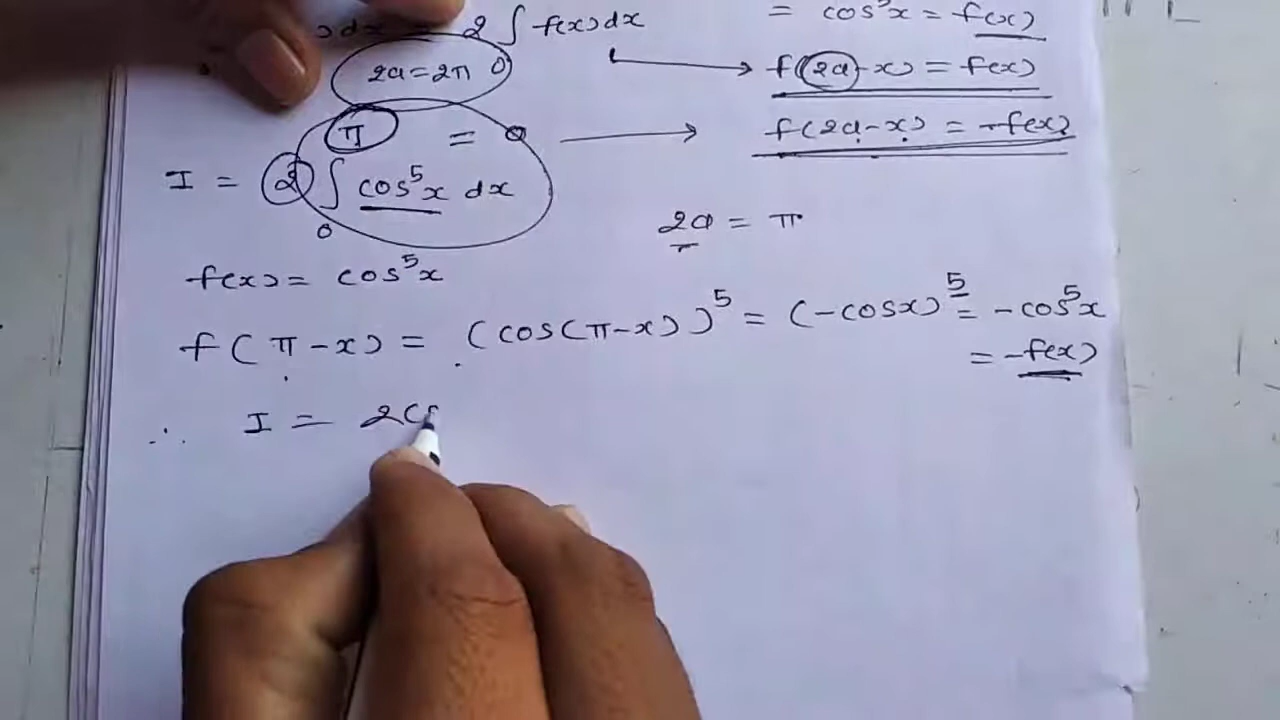 = cos⁵x = f(x)
)dx = 2 ∫ f(x)dx
0
2a = 2π
f(2a-x) = f(x)
π = 0
f(2a-x) = -f(x)
I = 2 ∫ cos⁵x dx
0
2a = π
f(x) = cos⁵x
f(π-x) = (cos(π-x))⁵ = (-cosx)⁵ = -cos⁵x
= -f(x)
∴ I = 2(